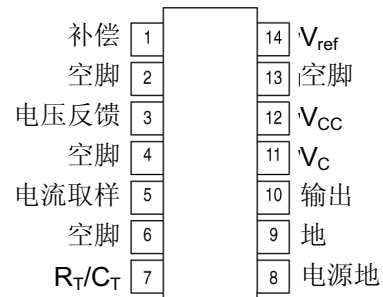 补偿 1 14 Vref
空脚 2 13 空脚
电压反馈 3 12 VCC
空脚 4 11 VC
电流取样 5 10 输出
空脚 6 9 地
RT/CT 7 8 电源地